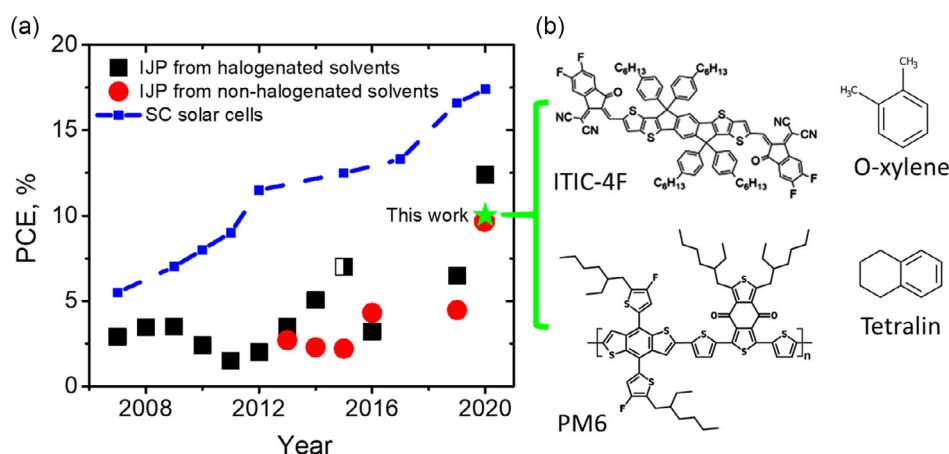 (a)
20
15
10
5
0
PCE, %
IJP from halogenated solvents
IJP from non-halogenated solvents
SC solar cells
This work
2008
2012
2016
2020
Year
(b)
F
F
O
NC
CN
S
S
S
S
C₆H₁₃
C₆H₁₃
C₆H₁₃
C₆H₁₃
NC
CN
O
F
F
ITIC-4F
CH₃
H₃C
O-xylene
F
S
S
S
S
S
F
S
S
O
O
S
S
n
PM6
Tetralin